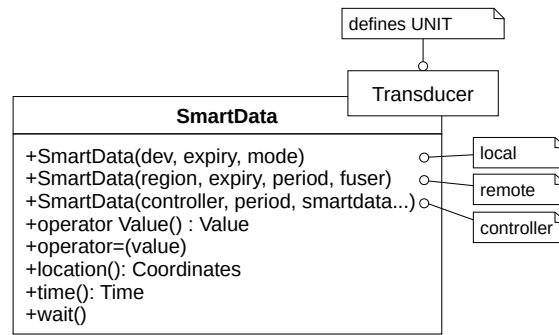 defines UNIT
Transducer
SmartData
+SmartData(dev, expiry, mode)
local
+SmartData(region, expiry, period, fuser)
remote
+SmartData(controller, period, smartdata...)
controller
+operator Value() : Value
+operator=(value)
+location(): Coordinates
+time(): Time
+wait()